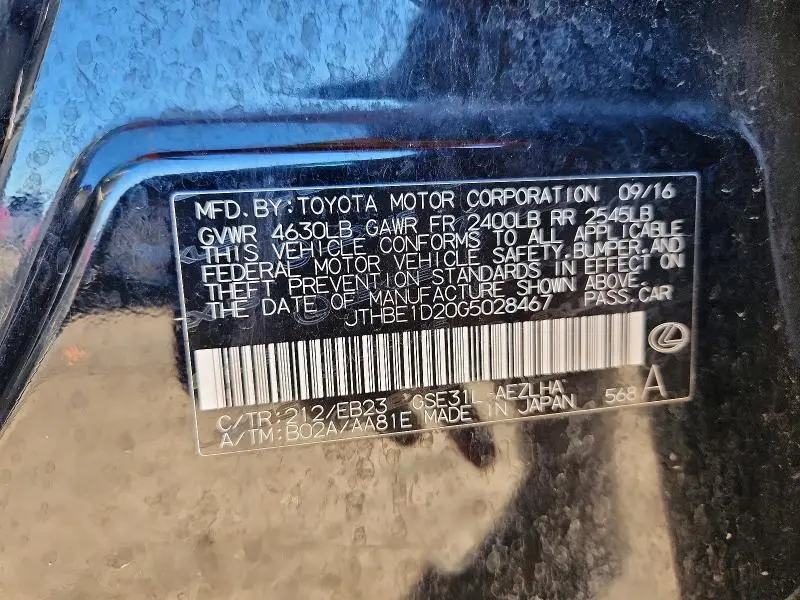 MFD. BY: TOYOTA MOTOR CORPORATION 09/16
GVWR 4630LB GAWR FR 2400LB RR 2545LB
THIS VEHICLE CONFORMS TO ALL APPLICABLE
FEDERAL MOTOR VEHICLE SAFETY, BUMPER, AND
THEFT PREVENTION STANDARDS IN EFFECT ON
THE DATE OF MANUFACTURE SHOWN ABOVE.
JTHBE1D20G5028467 PASS. CAR
C/TR: 212/EB23 GSE31L-AEZLHA 568 A
A/TM: B02A/AA81E MADE IN JAPAN